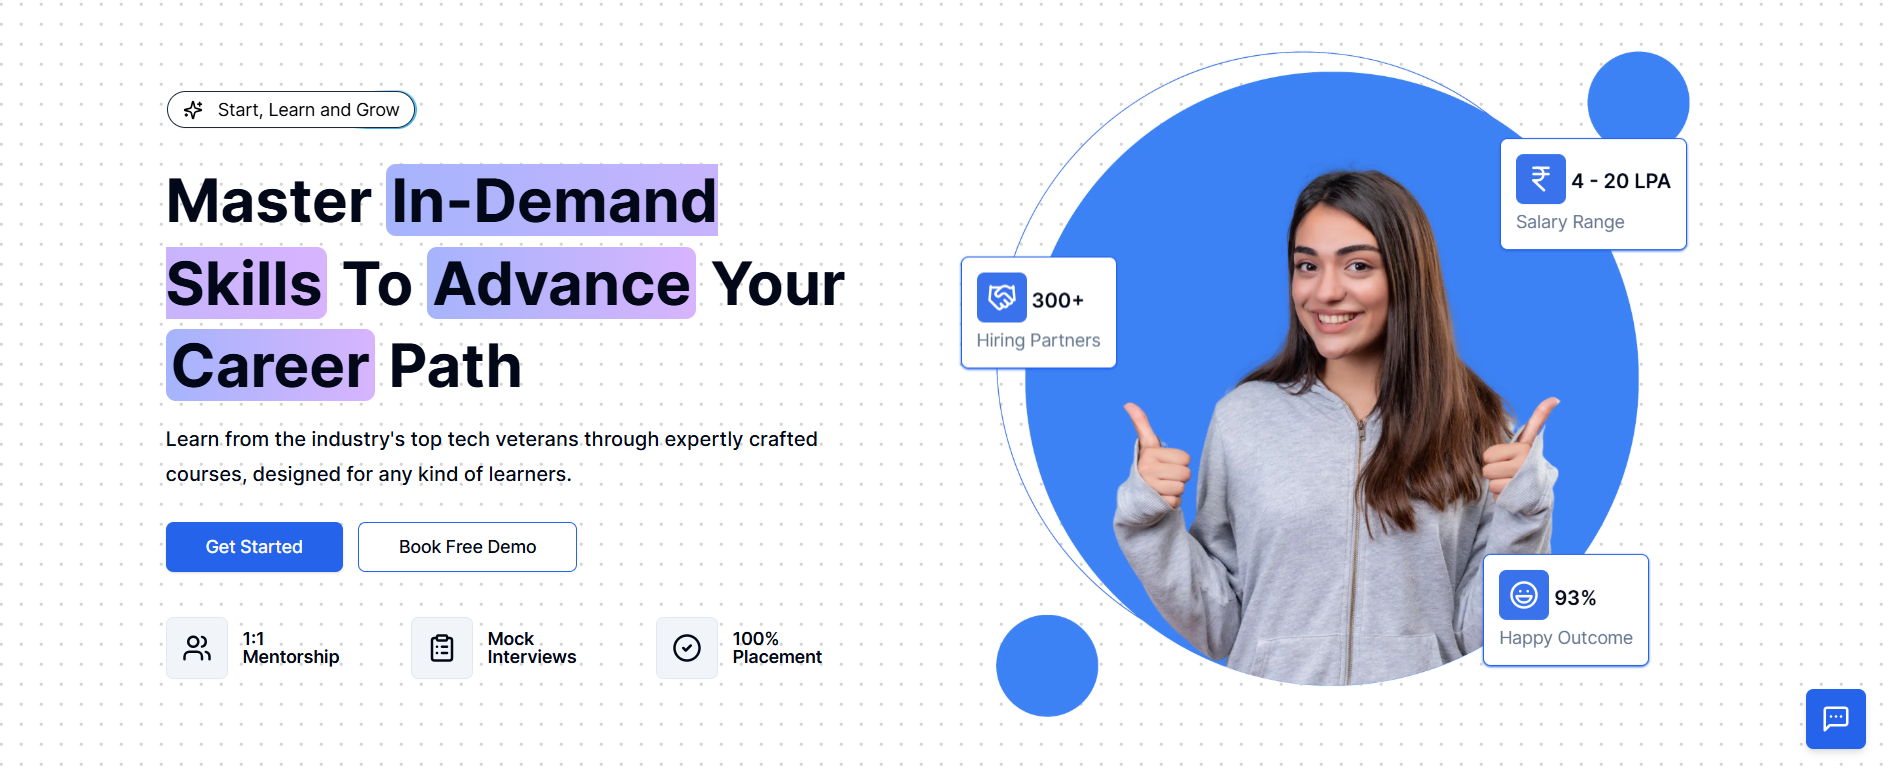 Start, Learn and Grow
Master In-Demand
Skills To Advance Your
Career Path
Learn from the industry's top tech veterans through expertly crafted
courses, designed for any kind of learners.
Get Started
Book Free Demo
1:1
Mentorship
Mock
Interviews
100%
Placement
₹ 4 - 20 LPA
Salary Range
300+
Hiring Partners
93%
Happy Outcome